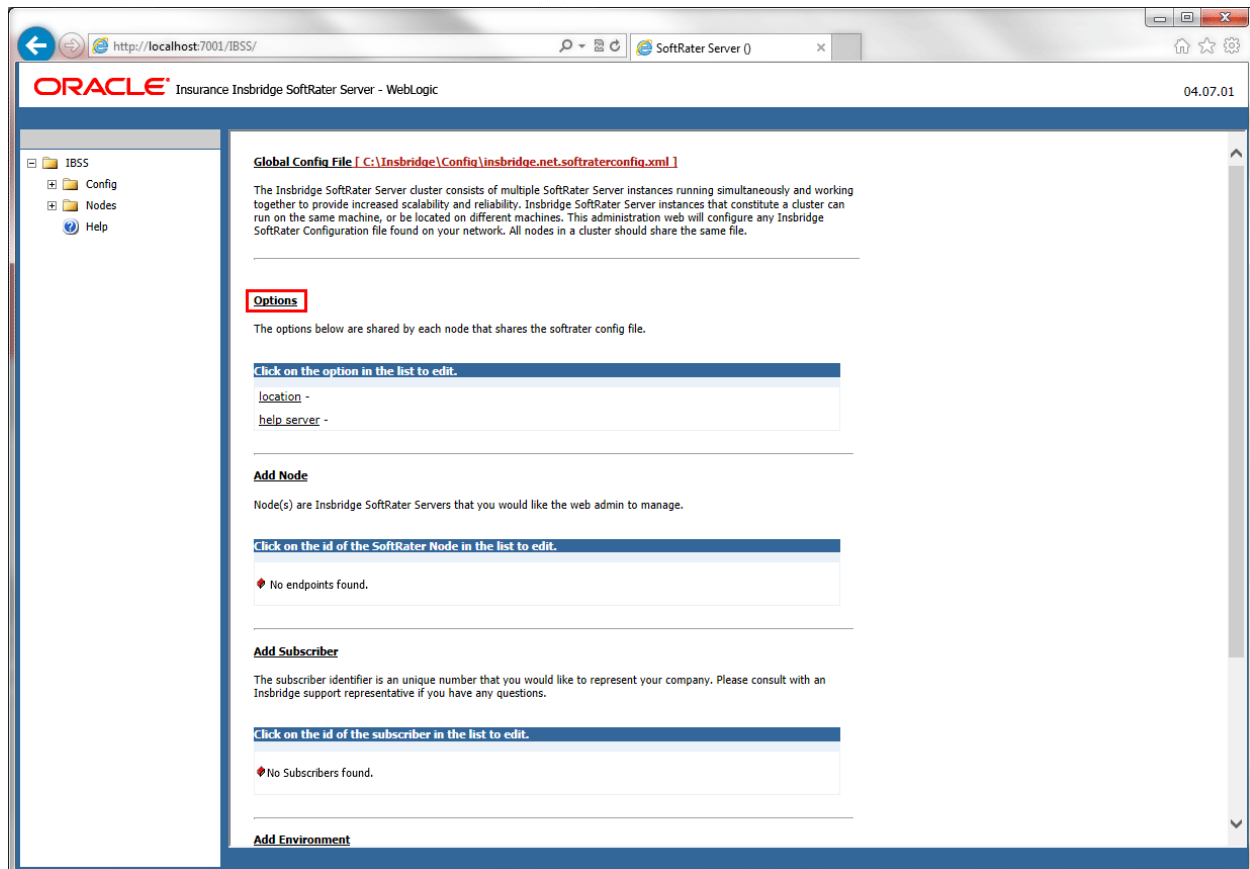 http://localhost:7001/IBSS/
SoftRater Server ()
ORACLE Insurance Insbridge SoftRater Server - WebLogic
04.07.01
IBSS
Config
Nodes
Help
Global Config File [ C:\Insbridge\Config\insbridge.net.softraterconfig.xml ]
The Insbridge SoftRater Server cluster consists of multiple SoftRater Server instances running simultaneously and working
together to provide increased scalability and reliability. Insbridge SoftRater Server instances that constitute a cluster can
run on the same machine, or be located on different machines. This administration web will configure any Insbridge
SoftRater Configuration file found on your network. All nodes in a cluster should share the same file.
Options
The options below are shared by each node that shares the softrater config file.
Click on the option in the list to edit.
location -
help server -
Add Node
Node(s) are Insbridge SoftRater Servers that you would like the web admin to manage.
Click on the id of the SoftRater Node in the list to edit.
No endpoints found.
Add Subscriber
The subscriber identifier is an unique number that you would like to represent your company. Please consult with an
Insbridge support representative if you have any questions.
Click on the id of the subscriber in the list to edit.
No Subscribers found.
Add Environment